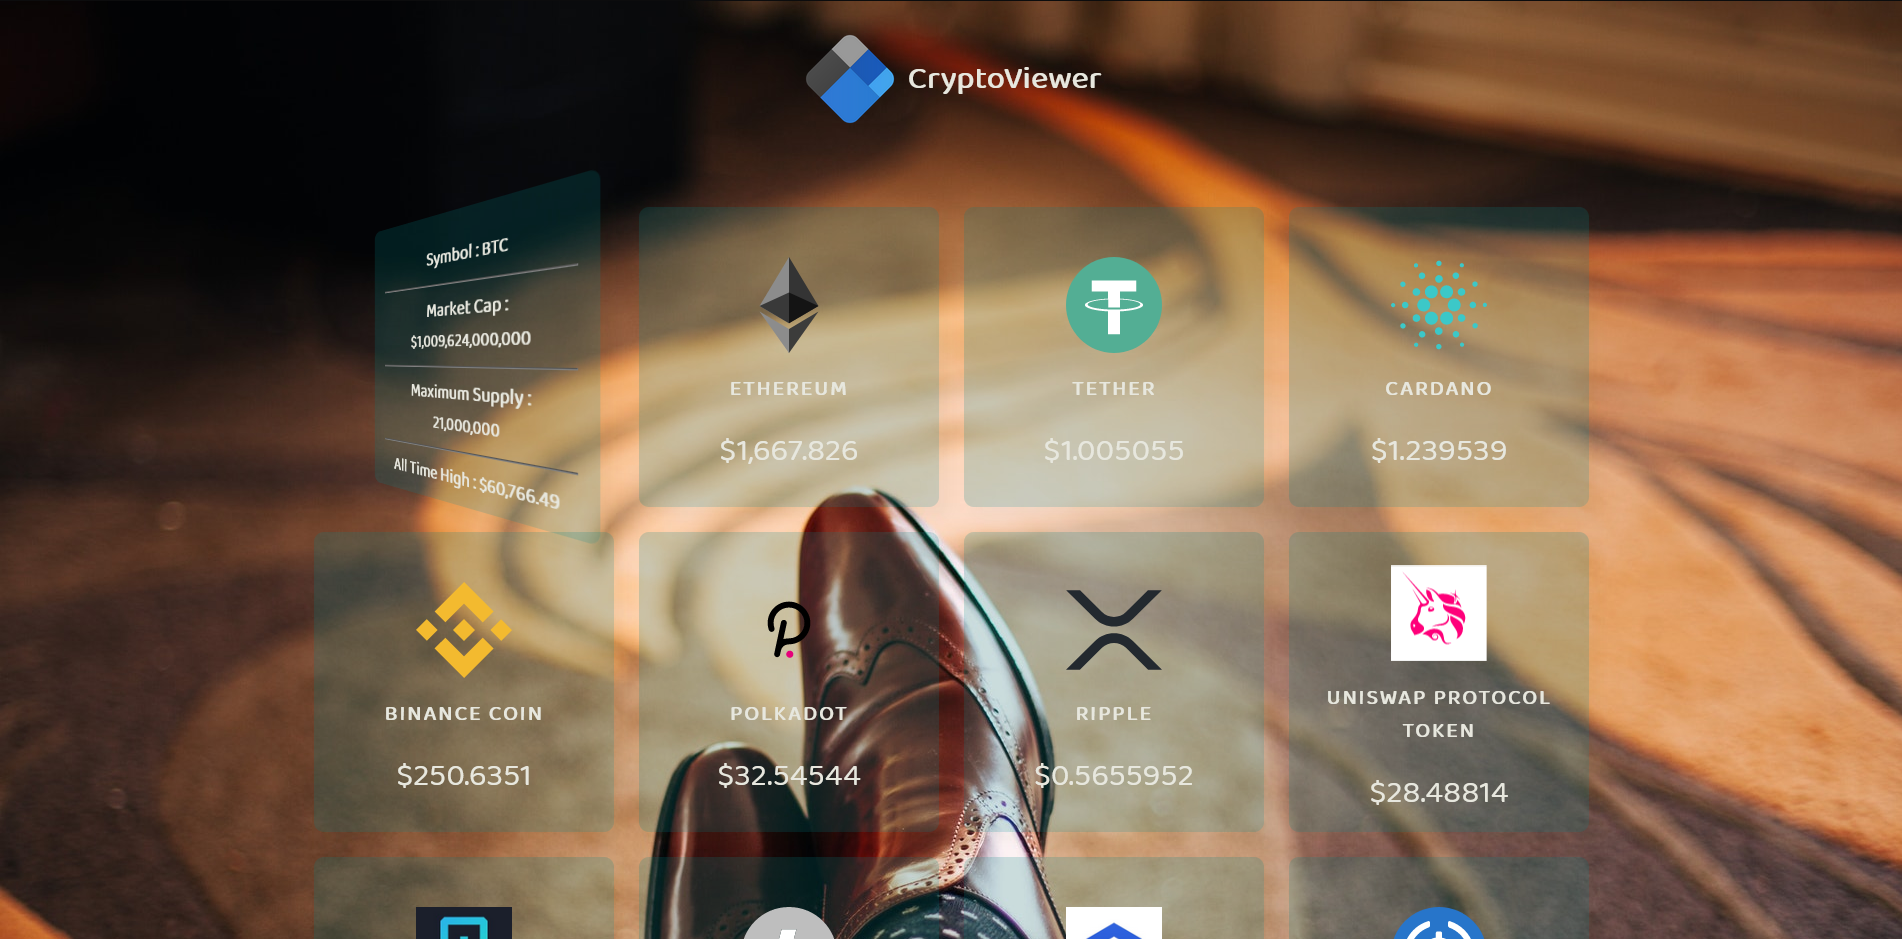 CryptoViewer
Symbol : BTC
Market Cap :
$1,009,624,000,000
Maximum Supply :
21,000,000
All Time High : $60,766.49
ETHEREUM
$1,667.826
TETHER
$1.005055
CARDANO
$1.239539
BINANCE COIN
$250.6351
POLKADOT
$32.54544
RIPPLE
$0.5655952
UNISWAP PROTOCOL
TOKEN
$28.48814